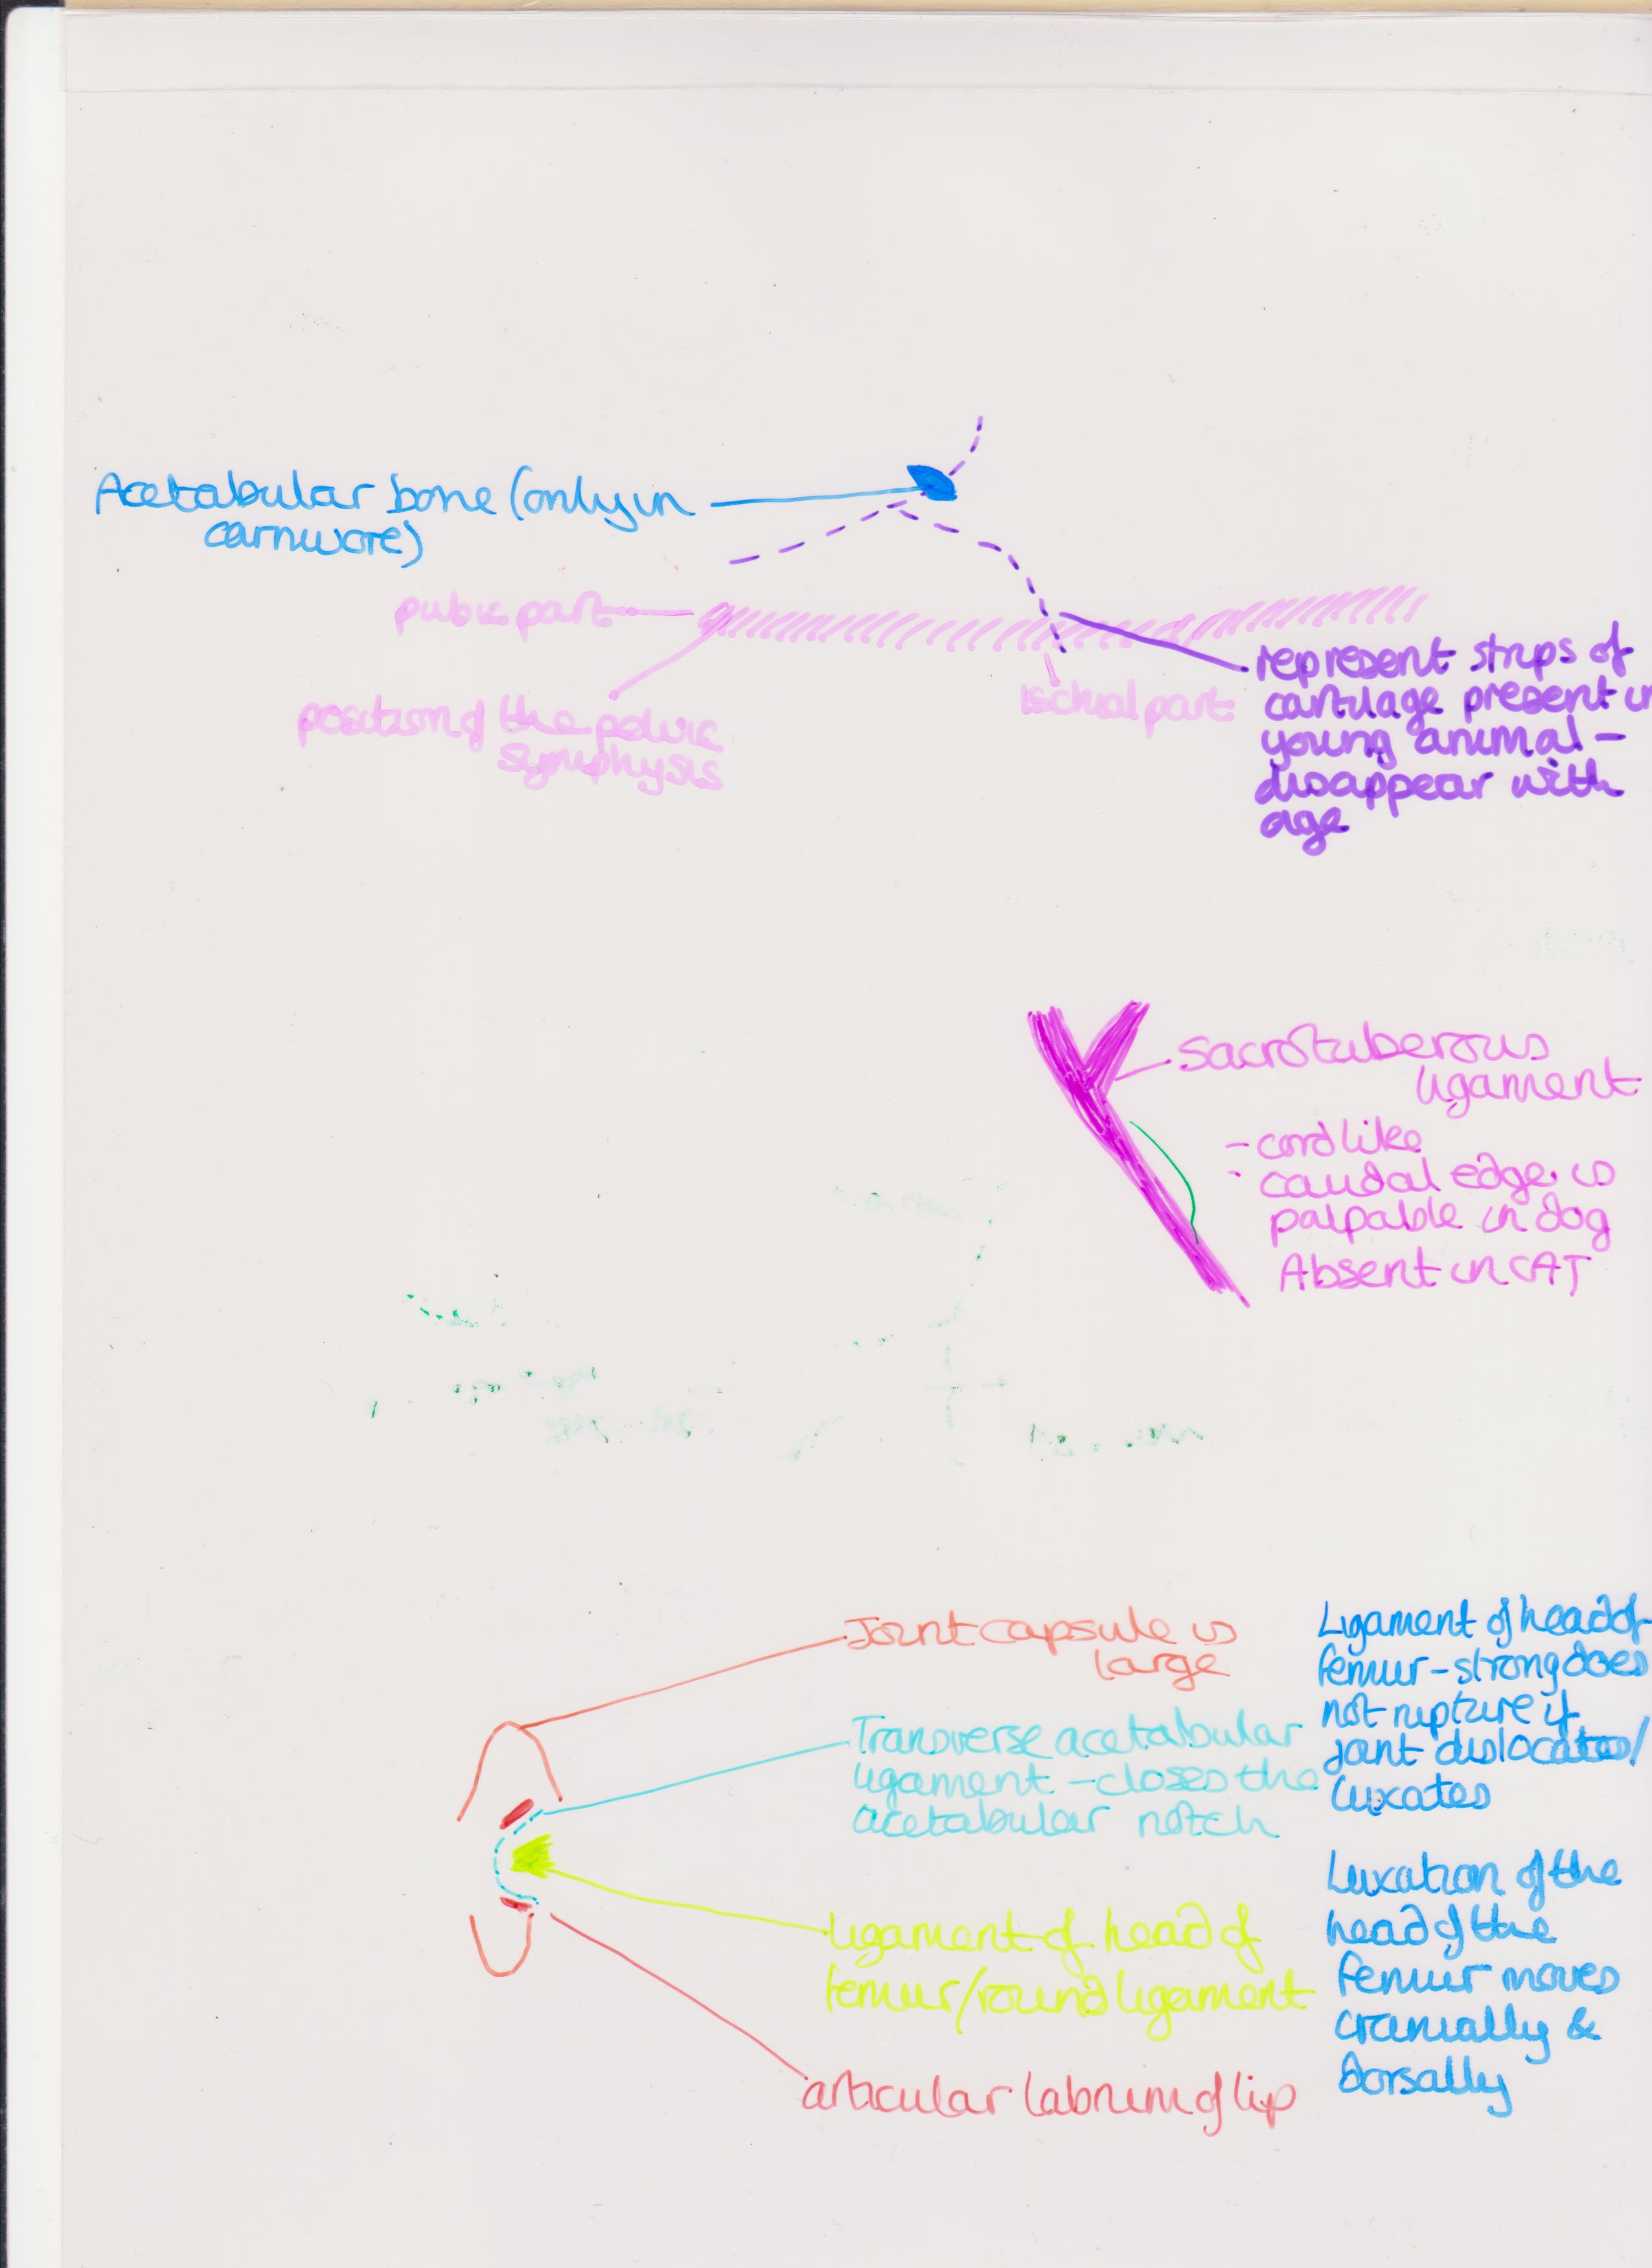 Acetabular bone (only in
carnivore)
pubic part
position of the pelvic
symphysis
Ischial part
represent strips of
cartilage present in
young animal -
disappear with
age
Sacrotuberous
ligament
- cord like
- caudal edge is
palpable in dog
Absent in CAT
Joint capsule is
large
Transverse acetabular
ligament - closes the
acetabular notch
Ligament of head of
femur/round ligament
articular labrum of lip
Ligament of head of
femur - strong does
not rupture if
joint dislocates/
luxates
Luxation of the
head of the
femur moves
cranially &
Dorsally